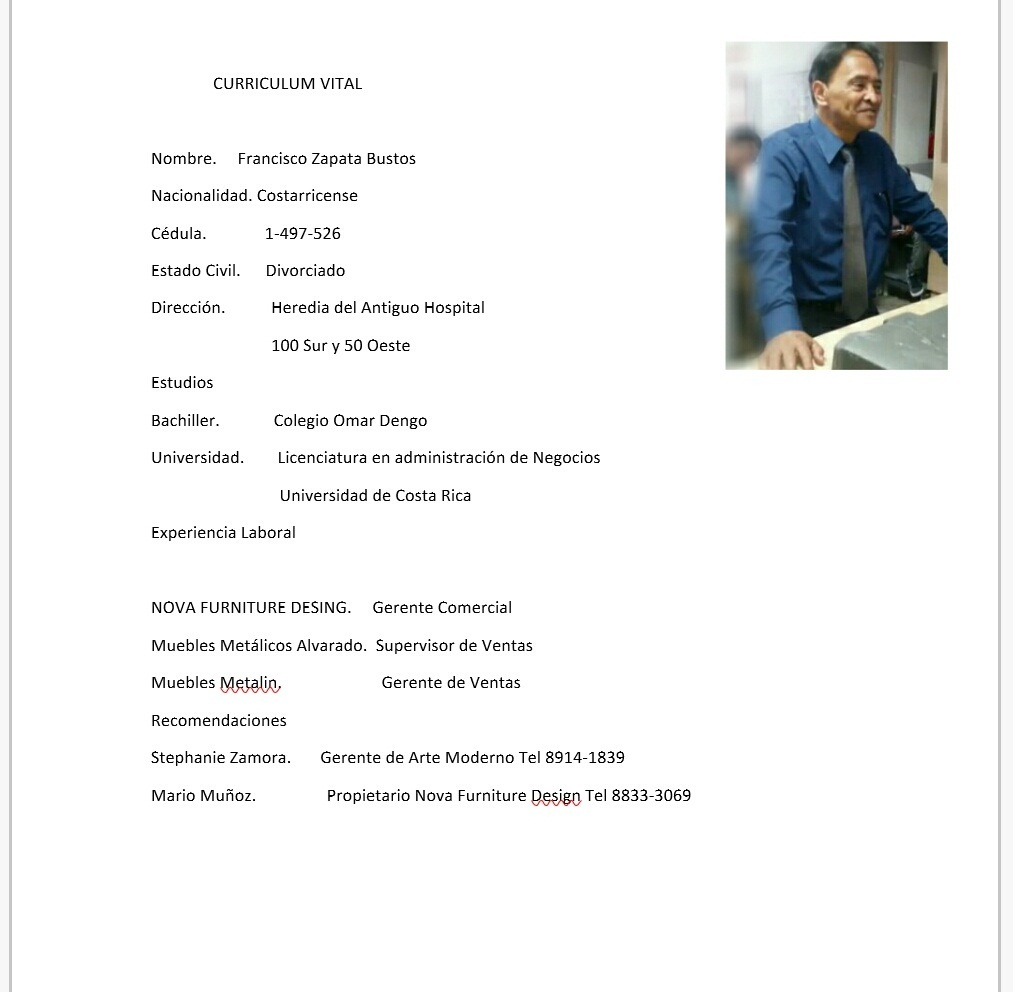 CURRICULUM VITAL
Nombre. Francisco Zapata Bustos
Nacionalidad. Costarricense
Cédula. 1-497-526
Estado Civil. Divorciado
Dirección. Heredia del Antiguo Hospital
100 Sur y 50 Oeste
Estudios
Bachiller. Colegio Omar Dengo
Universidad. Licenciatura en administración de Negocios
Universidad de Costa Rica
Experiencia Laboral
NOVA FURNITURE DESING. Gerente Comercial
Muebles Metálicos Alvarado. Supervisor de Ventas
Muebles Metalin. Gerente de Ventas
Recomendaciones
Stephanie Zamora. Gerente de Arte Moderno Tel 8914-1839
Mario Muñoz. Propietario Nova Furniture Design Tel 8833-3069